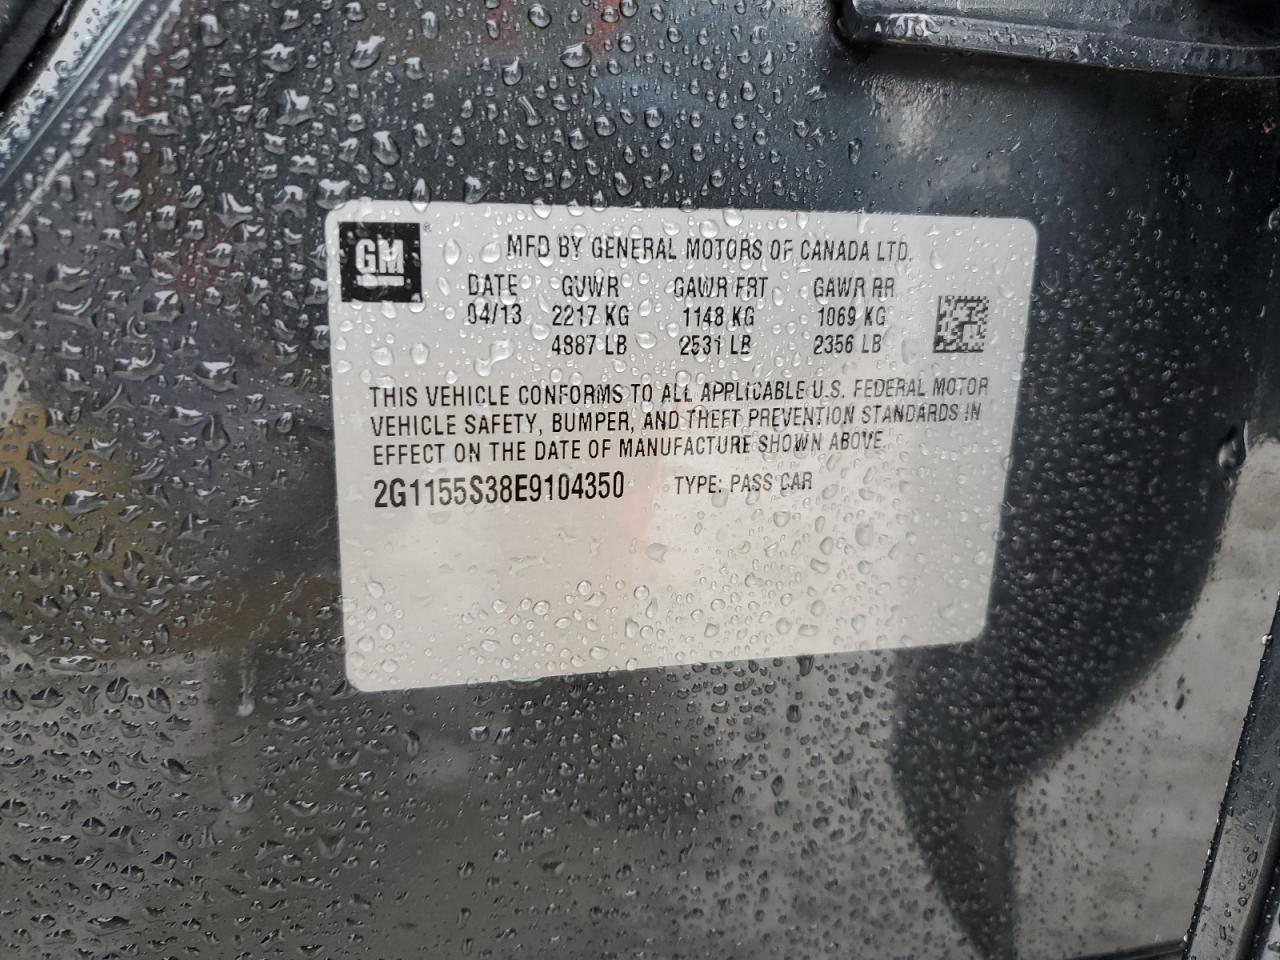 GM ®
MFD BY GENERAL MOTORS OF CANADA LTD.
DATE GVWR GAWR FRT GAWR RR
04/13 2217 KG 1148 KG 1069 KG
4887 LB 2531 LB 2356 LB
THIS VEHICLE CONFORMS TO ALL APPLICABLE U.S. FEDERAL MOTOR
VEHICLE SAFETY, BUMPER, AND THEFT PREVENTION STANDARDS IN
EFFECT ON THE DATE OF MANUFACTURE SHOWN ABOVE.
2G1155S38E9104350 TYPE: PASS CAR